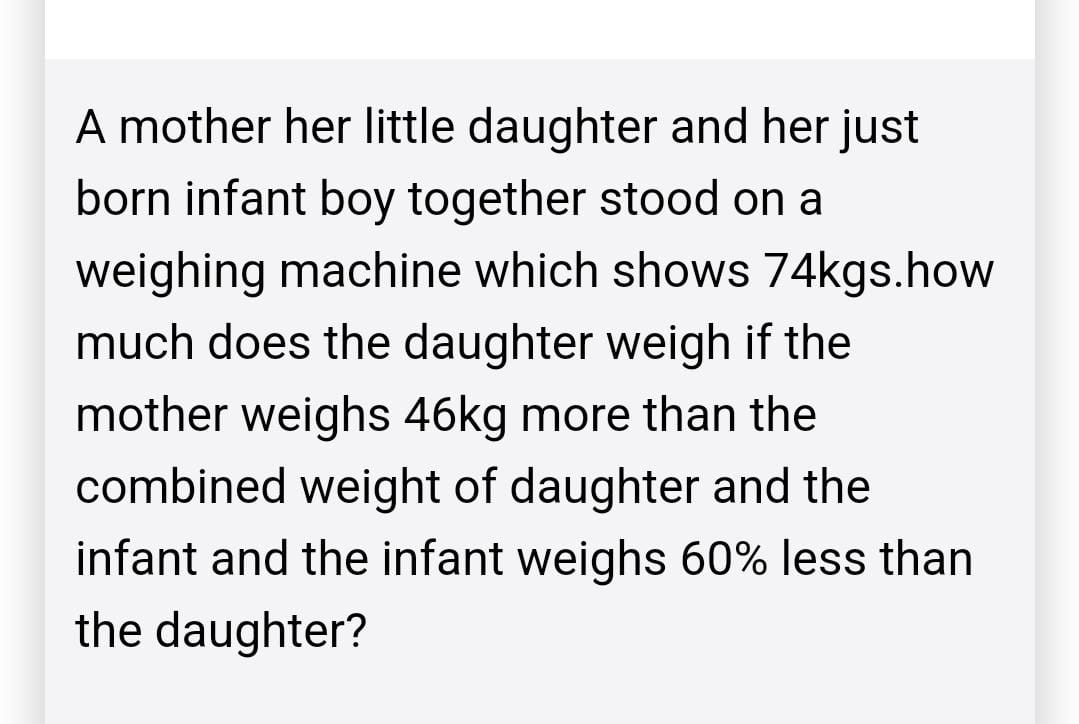 A mother her little daughter and her just
born infant boy together stood on a
weighing machine which shows 74kgs.how
much does the daughter weigh if the
mother weighs 46kg more than the
combined weight of daughter and the
infant and the infant weighs 60% less than
the daughter?